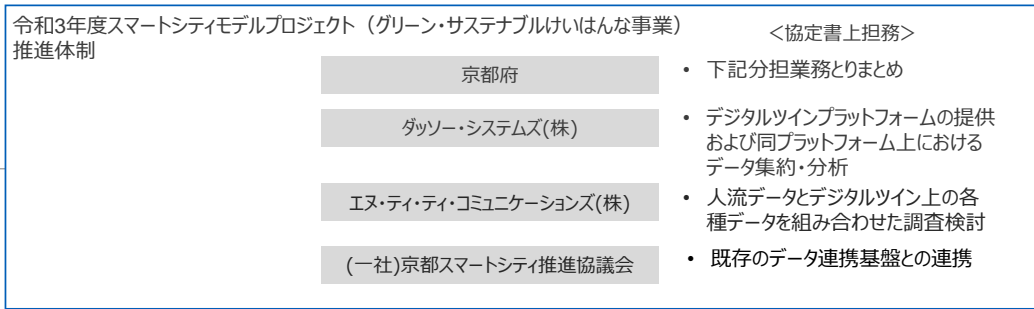 令和3年度スマートシティモデルプロジェクト（グリーン・サステナブルけいはんな事業）
推進体制
＜協定書上担務＞
京都府
• 下記分担業務とりまとめ
ダッソー・システムズ(株)
• デジタルツインプラットフォームの提供
および同プラットフォーム上における
データ集約・分析
エヌ・ティ・ティ・コミュニケーションズ(株)
• 人流データとデジタルツイン上の各
種データを組み合わせた調査検討
(一社)京都スマートシティ推進協議会
• 既存のデータ連携基盤との連携